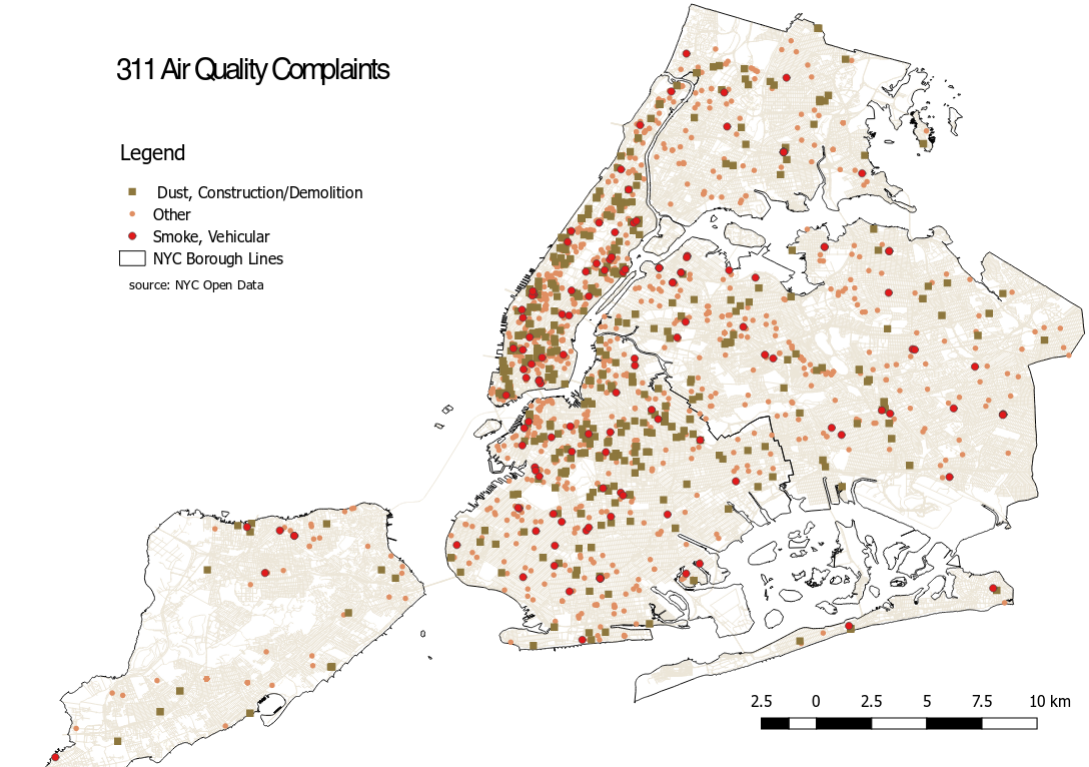 311 Air Quality Complaints
Legend
Dust, Construction/Demolition
Other
Smoke, Vehicular
NYC Borough Lines
source: NYC Open Data
2.5 0 2.5 5 7.5 10 km